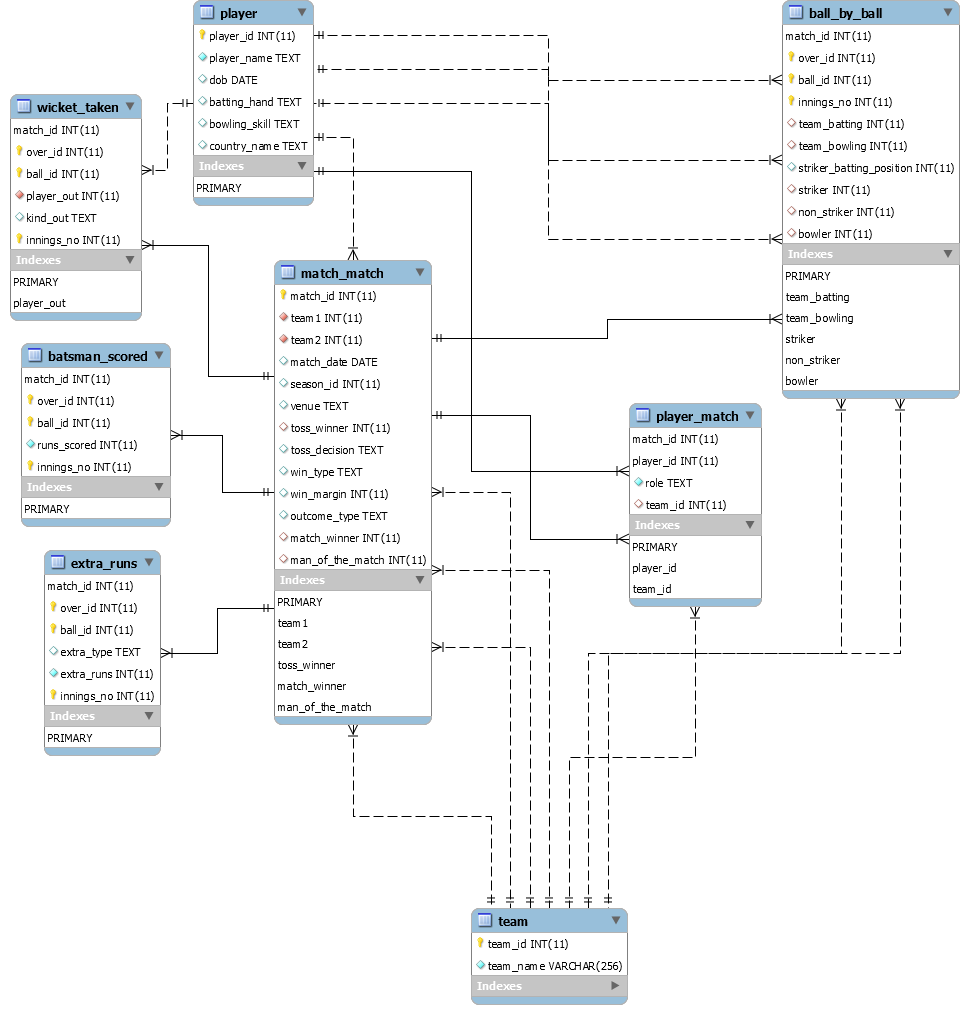 player
player_id INT(11)
player_name TEXT
dob DATE
batting_hand TEXT
bowling_skill TEXT
country_name TEXT
Indexes
PRIMARY
ball_by_ball
match_id INT(11)
over_id INT(11)
ball_id INT(11)
innings_no INT(11)
team_batting INT(11)
team_bowling INT(11)
striker_batting_position INT(11)
striker INT(11)
non_striker INT(11)
bowler INT(11)
Indexes
PRIMARY
team_batting
team_bowling
striker
non_striker
bowler
wicket_taken
match_id INT(11)
over_id INT(11)
ball_id INT(11)
player_out INT(11)
kind_out TEXT
innings_no INT(11)
Indexes
PRIMARY
player_out
match_match
match_id INT(11)
team1 INT(11)
team2 INT(11)
match_date DATE
season_id INT(11)
venue TEXT
toss_winner INT(11)
toss_decision TEXT
win_type TEXT
win_margin INT(11)
outcome_type TEXT
match_winner INT(11)
man_of_the_match INT(11)
Indexes
PRIMARY
team1
team2
toss_winner
match_winner
man_of_the_match
batsman_scored
match_id INT(11)
over_id INT(11)
ball_id INT(11)
runs_scored INT(11)
innings_no INT(11)
Indexes
PRIMARY
player_match
match_id INT(11)
player_id INT(11)
role TEXT
team_id INT(11)
Indexes
PRIMARY
player_id
team_id
extra_runs
match_id INT(11)
over_id INT(11)
ball_id INT(11)
extra_type TEXT
extra_runs INT(11)
innings_no INT(11)
Indexes
PRIMARY
team
team_id INT(11)
team_name VARCHAR(256)
Indexes